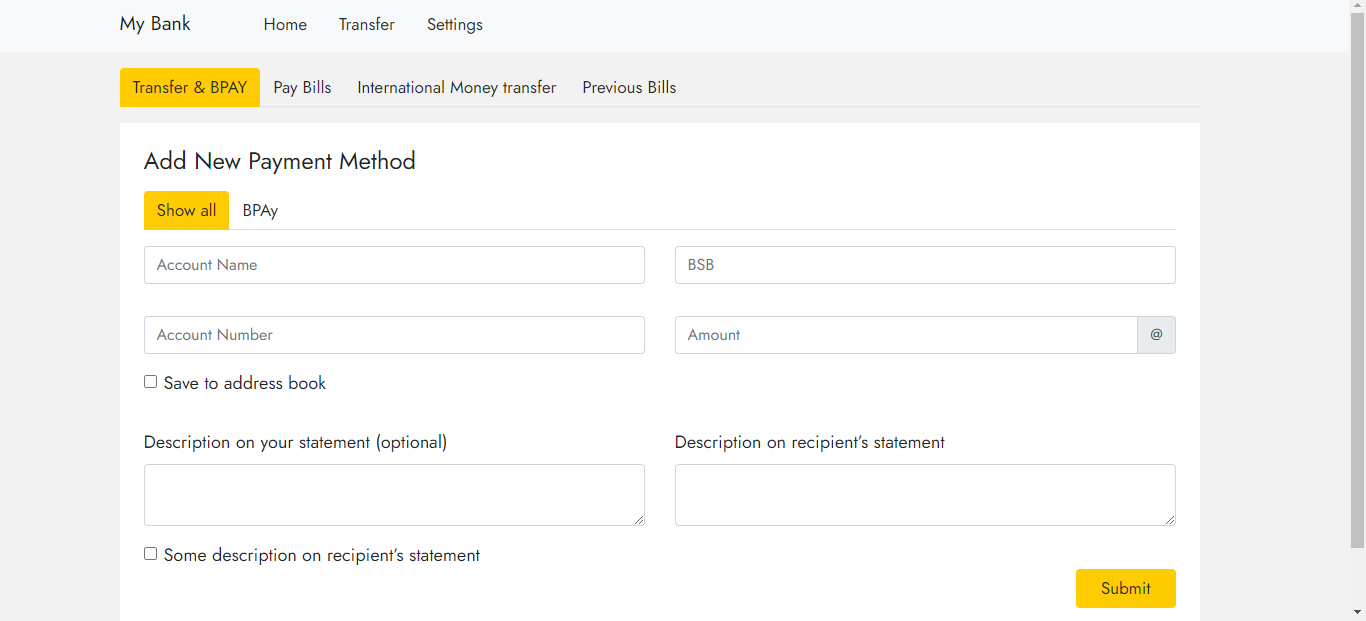 My Bank Home Transfer Settings
Transfer & BPAY Pay Bills International Money transfer Previous Bills
Add New Payment Method
Show all BPAy
Account Name BSB
Account Number Amount @
Save to address book
Description on your statement (optional) Description on recipient’s statement
Some description on recipient’s statement
Submit